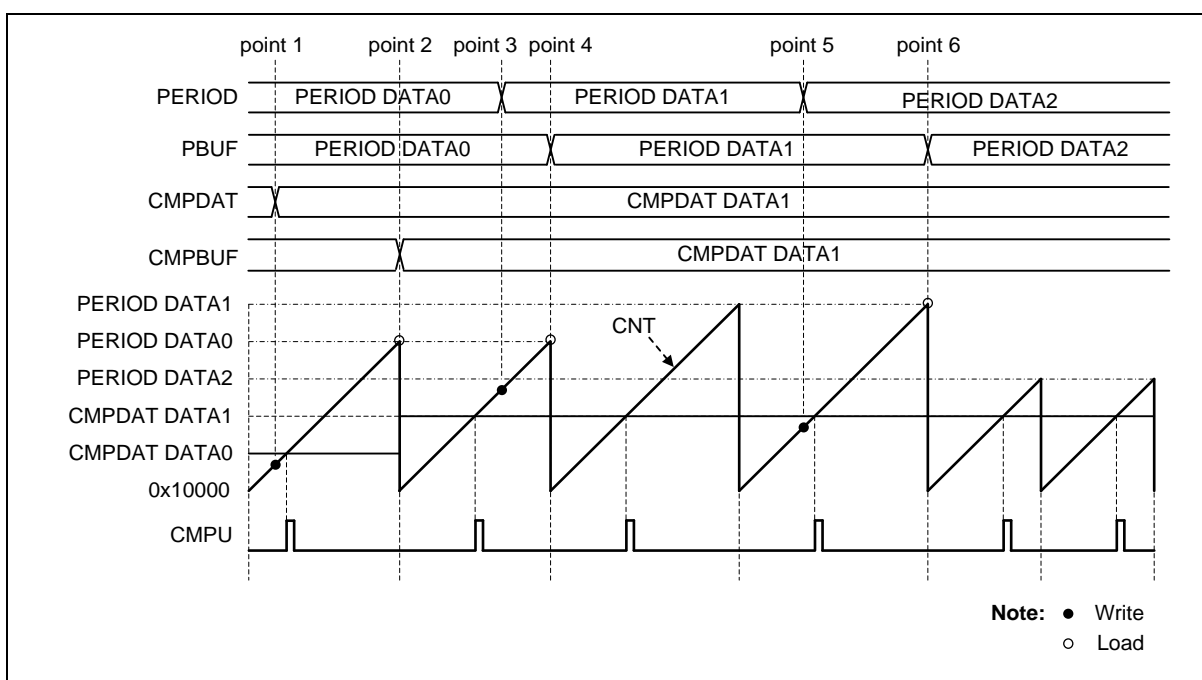 point 1 point 2 point 3 point 4 point 5 point 6
PERIOD PERIOD DATA0 PERIOD DATA1 PERIOD DATA2
PBUF PERIOD DATA0 PERIOD DATA1 PERIOD DATA2
CMPDAT CMPDAT DATA1
CMPBUF CMPDAT DATA1
PERIOD DATA1
CNT
PERIOD DATA0
PERIOD DATA2
CMPDAT DATA1
CMPDAT DATA0
0x10000
CMPU
Note: Write
Load